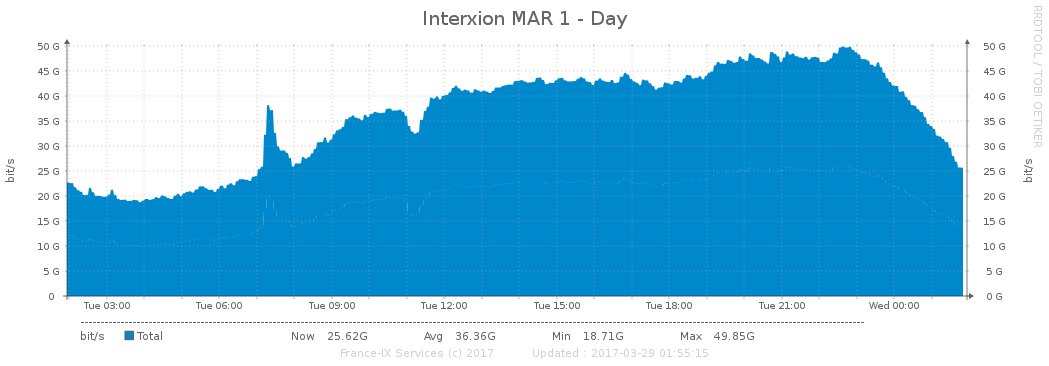 Interxion MAR 1 - Day
RRDTOOL / TOBI OETIKER
50 G 50 G
45 G 45 G
40 G 40 G
35 G 35 G
30 G 30 G
25 G 25 G
20 G 20 G
15 G 15 G
10 G 10 G
5 G 5 G
0 0 G
bit/s bit/s
Tue 03:00 Tue 06:00 Tue 09:00 Tue 12:00 Tue 15:00 Tue 18:00 Tue 21:00 Wed 00:00
bit/s Total Now 25.62G Avg 36.36G Min 18.71G Max 49.85G
France-IX Services (c) 2017 Updated : 2017-03-29 01:55:15